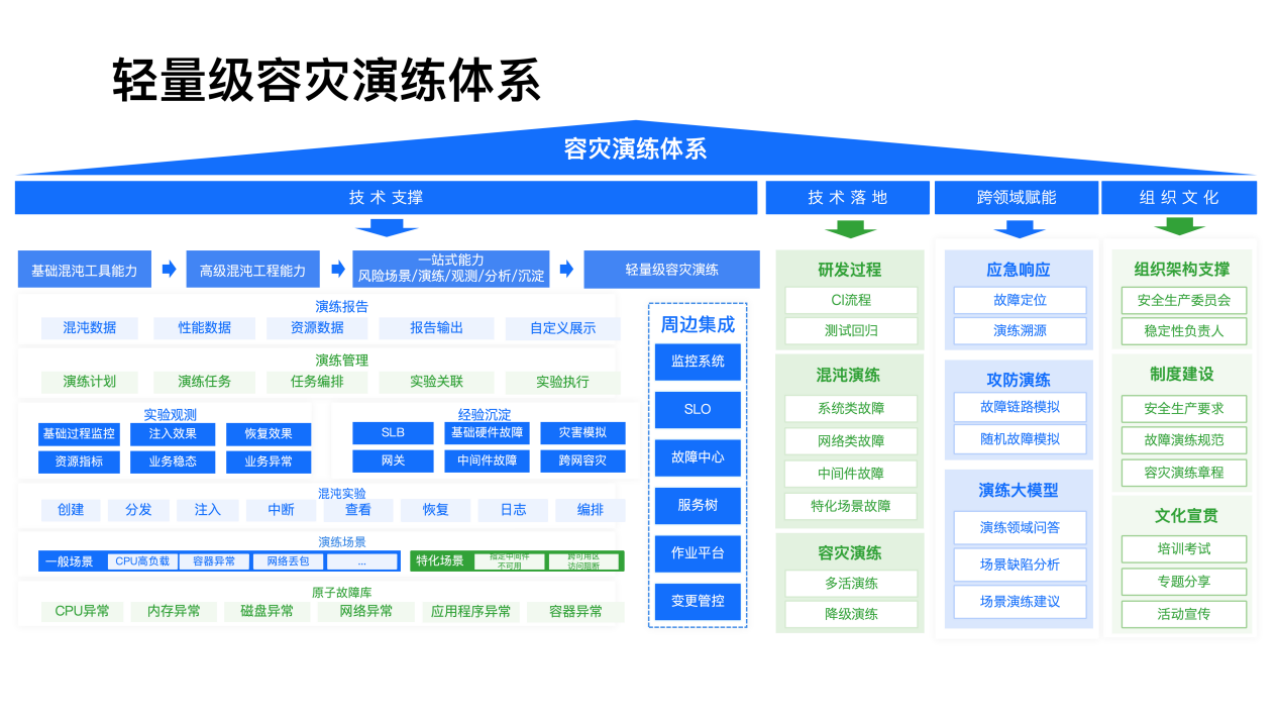 轻量级容灾演练体系
容灾演练体系
技术支撑
技术落地
跨领域赋能
组织文化
基础混沌工具能力
高级混沌工程能力
一站式能力
风险场景/演练/观测/分析/沉淀
轻量级容灾演练
演练报告
混沌数据
性能数据
资源数据
报告输出
自定义展示
演练管理
演练计划
演练任务
任务编排
实验关联
实验执行
实验观测
基础过程监控
注入效果
恢复效果
资源指标
业务稳态
业务异常
经验沉淀
SLB
基础硬件故障
灾害模拟
网关
中间件故障
跨网容灾
混沌实验
创建
分发
注入
中断
查看
恢复
日志
编排
演练场景
一般场景
CPU高负载
容器异常
网络丢包
...
特化场景
指定中间件
不可用
跨可用区
访问阻断
原子故障库
CPU异常
内存异常
磁盘异常
网络异常
应用程序异常
容器异常
周边集成
监控系统
SLO
故障中心
服务树
作业平台
变更管控
研发过程
CI流程
测试回归
混沌演练
系统类故障
网络类故障
中间件故障
特化场景故障
容灾演练
多活演练
降级演练
应急响应
故障定位
演练溯源
攻防演练
故障链路模拟
随机故障模拟
演练大模型
演练领域问答
场景缺陷分析
场景演练建议
组织架构支撑
安全生产委员会
稳定性负责人
制度建设
安全生产要求
故障演练规范
容灾演练章程
文化宣贯
培训考试
专题分享
活动宣传